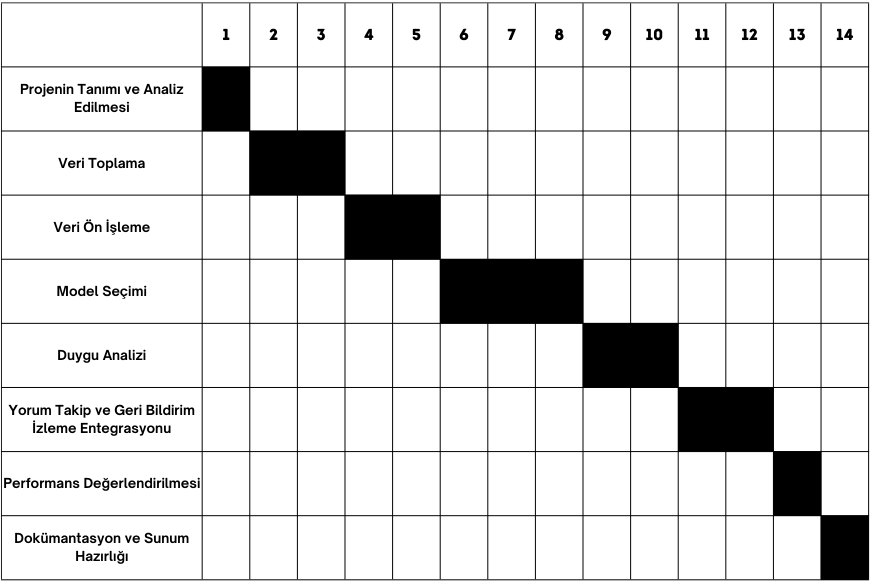 1 2 3 4 5 6 7 8 9 10 11 12 13 14
Projenin Tanımı ve Analiz
Edilmesi
Veri Toplama
Veri Ön İşleme
Model Seçimi
Duygu Analizi
Yorum Takip ve Geri Bildirim
İzleme Entegrasyonu
Performans Değerlendirilmesi
Dokümantasyon ve Sunum
Hazırlığı